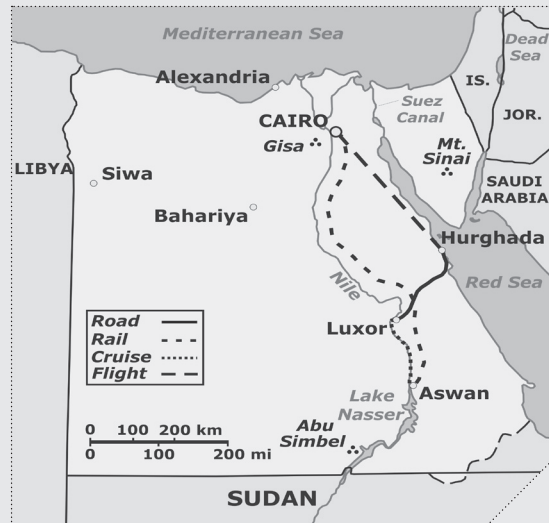 Mediterranean Sea
Dead
Sea
Alexandria
IS.
Suez
Canal
JOR.
CAIRO
Gisa
Mt.
Sinai
LIBYA
Siwa
SAUDI
ARABIA
Bahariya
Hurghada
Red Sea
Nile
Road
Rail
Cruise
Flight
Luxor
Lake
Nasser
Aswan
Abu
Simbel
0 100 200 km
0 100 200 mi
SUDAN